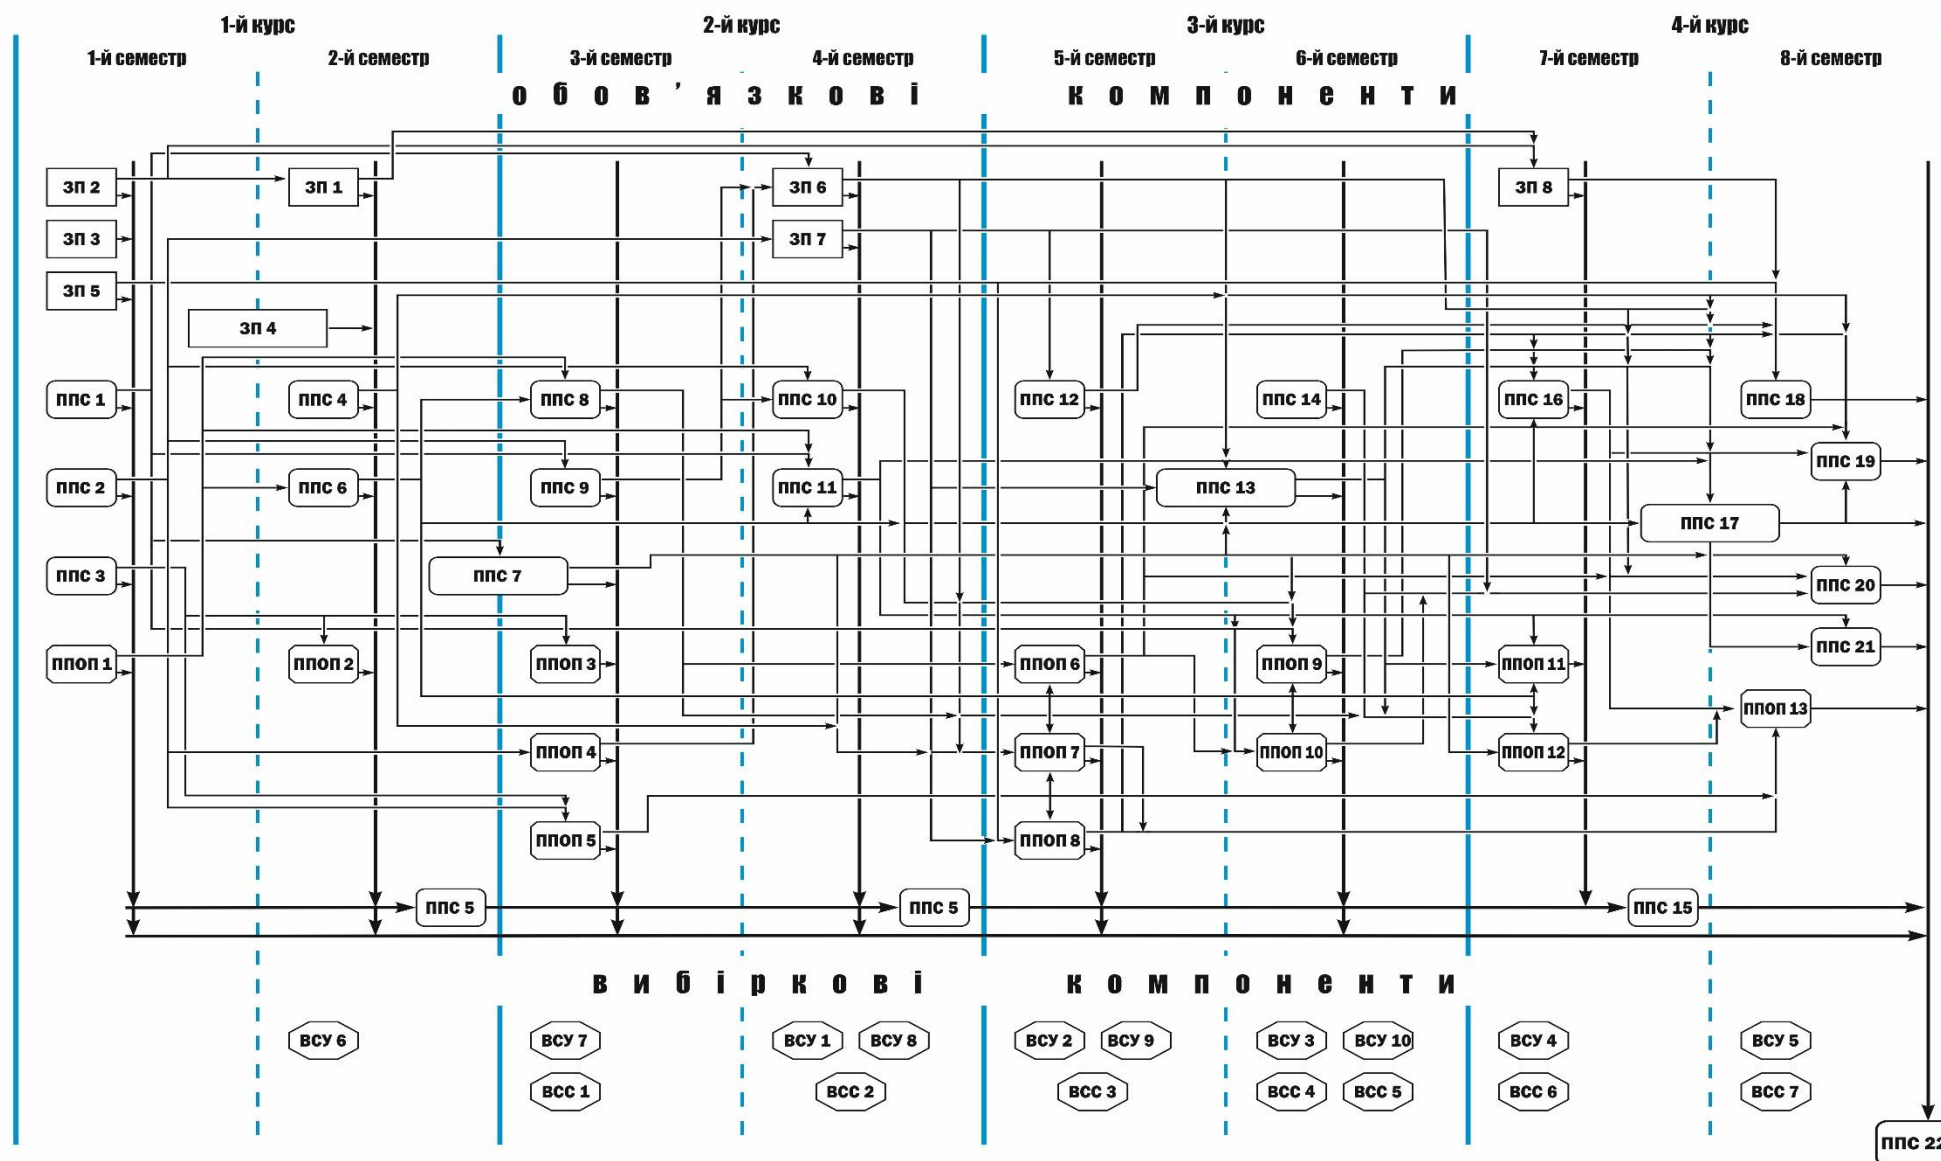 1-й курс 2-й курс 3-й курс 4-й курс
1-й семестр 2-й семестр 3-й семестр 4-й семестр 5-й семестр 6-й семестр 7-й семестр 8-й семестр
обов’язкові компоненти
ЗП 2 ЗП 1 ЗП 6 ЗП 8
ЗП 3 ЗП 7
ЗП 5
ЗП 4
ППС 1 ППС 4 ППС 8 ППС 10 ППС 12 ППС 14 ППС 16 ППС 18
ППС 19
ППС 2 ППС 6 ППС 9 ППС 11 ППС 13
ППС 17
ППС 3 ППС 7 ППС 20
ППС 21
ППОП 1 ППОП 2 ППОП 3 ППОП 6 ППОП 9 ППОП 11
ППОП 13
ППОП 4 ППОП 7 ППОП 10 ППОП 12
ППОП 5 ППОП 8
ППС 5 ППС 5 ППС 15
вибіркові компоненти
ВСУ 6 ВСУ 7 ВСУ 1 ВСУ 8 ВСУ 2 ВСУ 9 ВСУ 3 ВСУ 10 ВСУ 4 ВСУ 5
ВСС 1 ВСС 2 ВСС 3 ВСС 4 ВСС 5 ВСС 6 ВСС 7
ППС 22